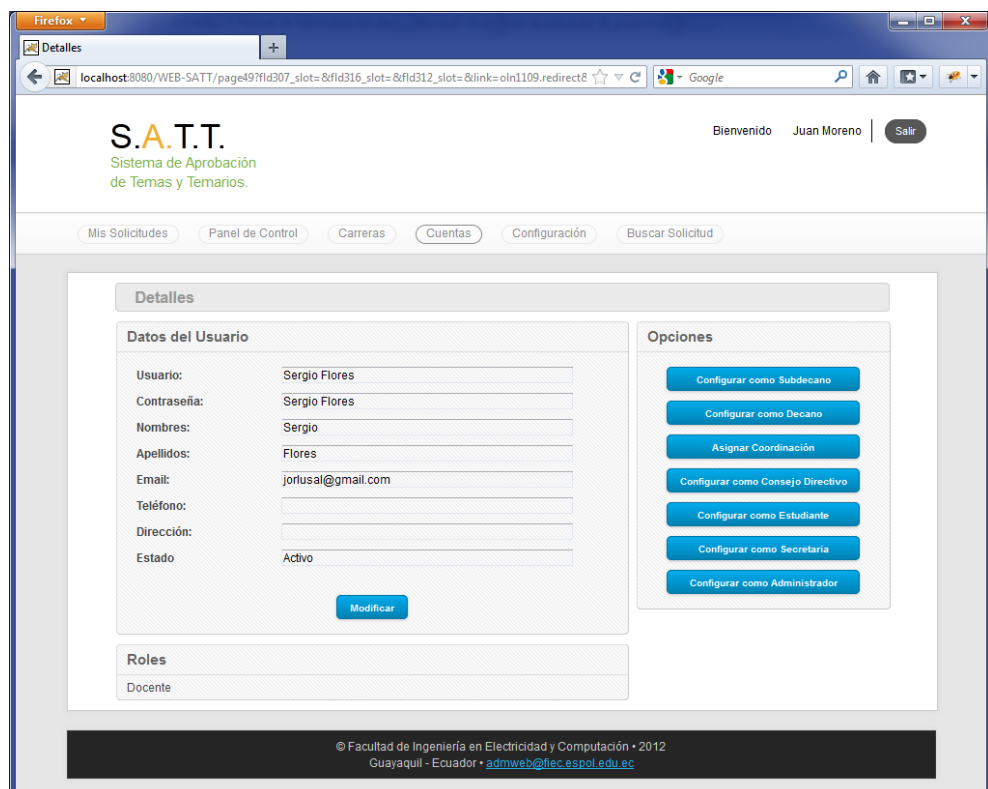 Firefox
Detalles
localhost:8080/WEB-SATT/page49?fld307_slot=&fld316_slot=&fld312_slot=&link=oln1109.redirect&
Google
S.A.T.T.
Sistema de Aprobación
de Temas y Temarios.
Bienvenido Juan Moreno Salir
Mis Solicitudes Panel de Control Carreras Cuentas Configuración Buscar Solicitud
Detalles
Datos del Usuario
Usuario: Sergio Flores
Contraseña: Sergio Flores
Nombres: Sergio
Apellidos: Flores
Email: jorlusal@gmail.com
Teléfono:
Dirección:
Estado Activo
Modificar
Roles
Docente
Opciones
Configurar como Subdecano
Configurar como Decano
Asignar Coordinación
Configurar como Consejo Directivo
Configurar como Estudiante
Configurar como Secretaria
Configurar como Administrador
© Facultad de Ingeniería en Electricidad y Computación • 2012
Guayaquil - Ecuador • admweb@fiec.espol.edu.ec